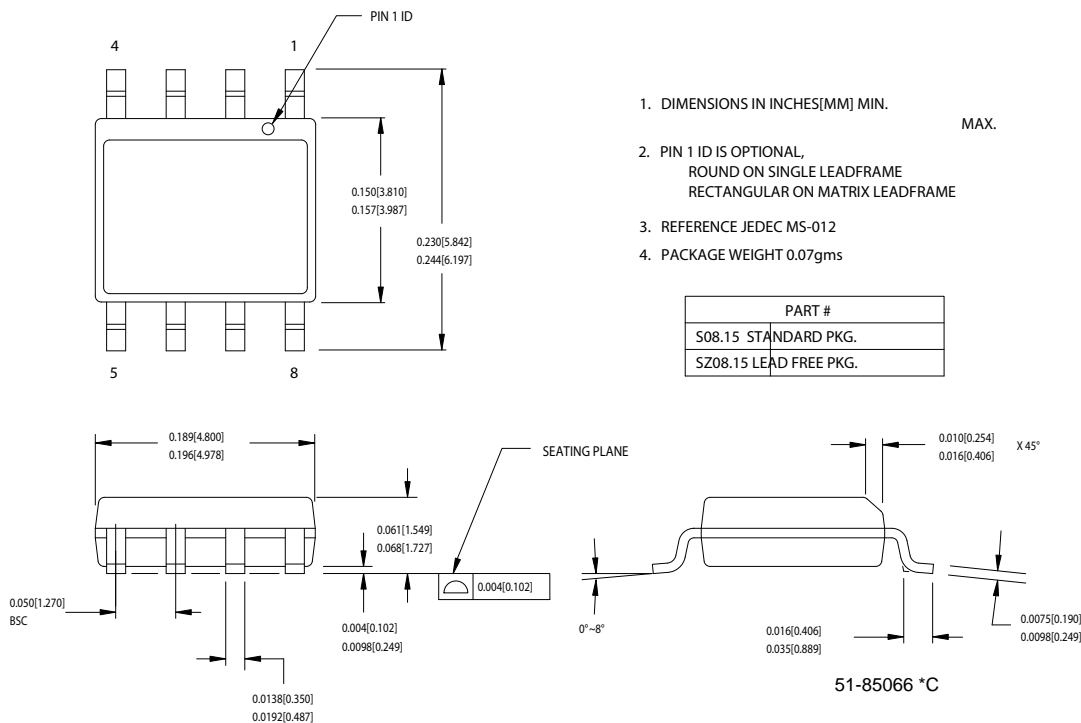 PIN 1 ID
4
1
0.150[3.810]
0.157[3.987]
0.230[5.842]
0.244[6.197]
5
8
1. DIMENSIONS IN INCHES[MM] MIN.
MAX.
2. PIN 1 ID IS OPTIONAL,
ROUND ON SINGLE LEADFRAME
RECTANGULAR ON MATRIX LEADFRAME
3. REFERENCE JEDEC MS-012
4. PACKAGE WEIGHT 0.07gms
PART #
S08.15 STANDARD PKG.
SZ08.15 LEAD FREE PKG.
0.189[4.800]
0.196[4.978]
SEATING PLANE
0.010[0.254]
0.016[0.406]
X 45°
0.061[1.549]
0.068[1.727]
0.004[0.102]
0.050[1.270]
BSC
0.004[0.102]
0.0098[0.249]
0.0138[0.350]
0.0192[0.487]
0°~8°
0.016[0.406]
0.035[0.889]
0.0075[0.190]
0.0098[0.249]
51-85066 *C